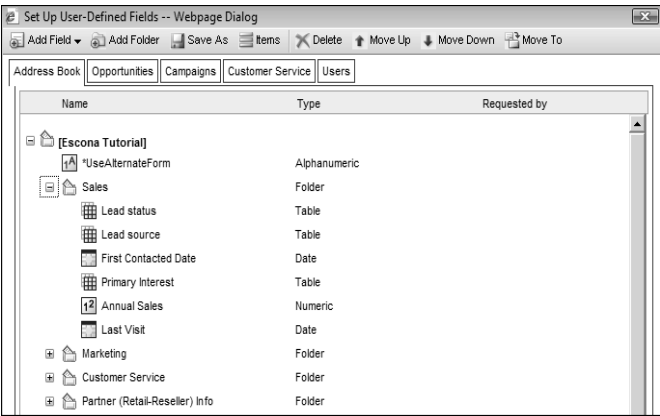 Set Up User-Defined Fields -- Webpage Dialog
Add Field Add Folder Save As Items Delete Move Up Move Down Move To
Address Book Opportunities Campaigns Customer Service Users
Name Type Requested by
[Escona Tutorial]
*UseAlternateForm Alphanumeric
Sales Folder
Lead status Table
Lead source Table
First Contacted Date Date
Primary Interest Table
Annual Sales Numeric
Last Visit Date
Marketing Folder
Customer Service Folder
Partner (Retail-Reseller) Info Folder